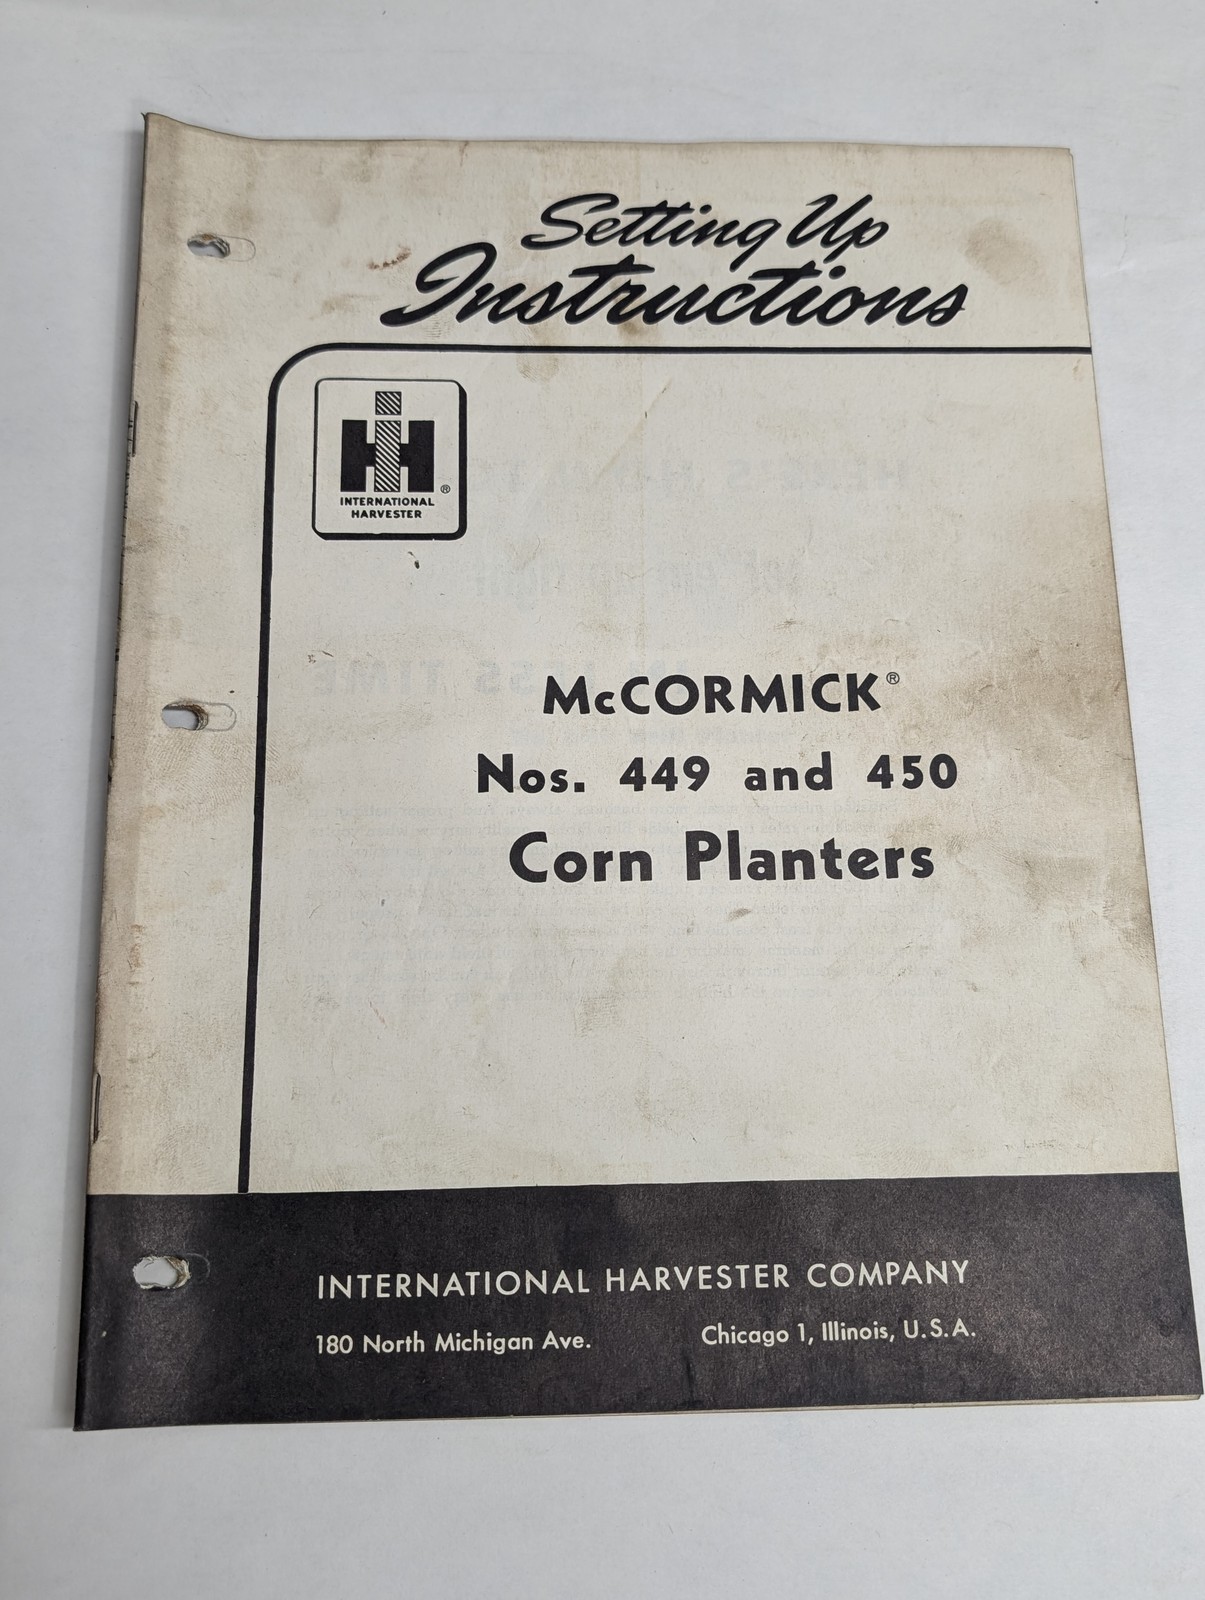 Setting Up
Instructions
IH ®
INTERNATIONAL
HARVESTER
McCORMICK®
Nos. 449 and 450
Corn Planters
INTERNATIONAL HARVESTER COMPANY
180 North Michigan Ave. Chicago 1, Illinois, U.S.A.